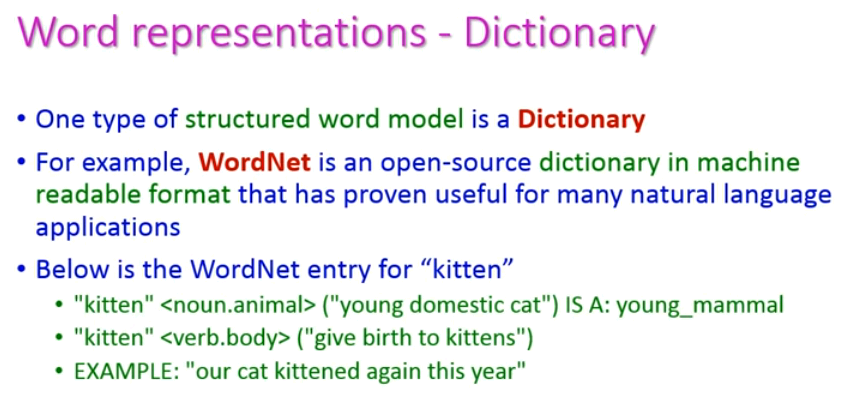 Word representations - Dictionary
• One type of structured word model is a Dictionary
• For example, WordNet is an open-source dictionary in machine
readable format that has proven useful for many natural language
applications
• Below is the WordNet entry for “kitten”
• "kitten" <noun.animal> ("young domestic cat") IS A: young_mammal
• "kitten" <verb.body> ("give birth to kittens")
• EXAMPLE: "our cat kittened again this year"